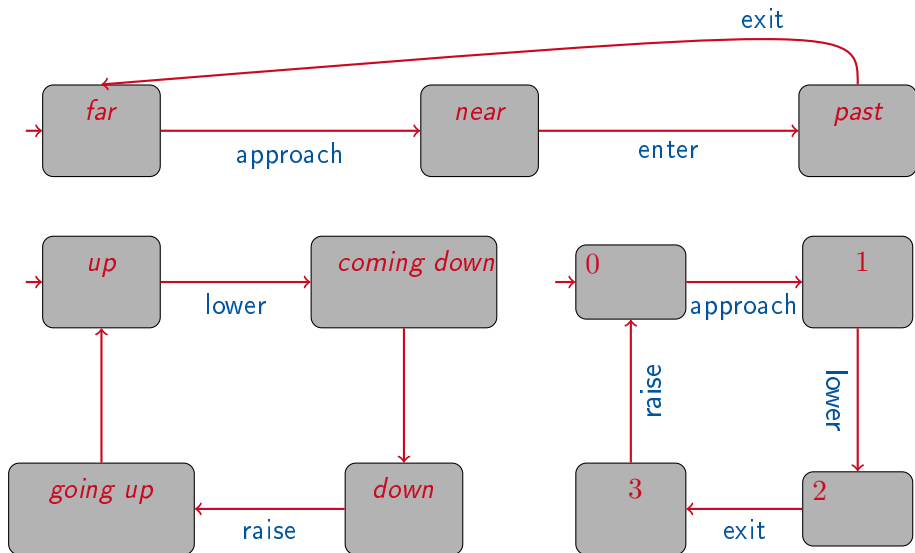 exit
far
near
past
approach
enter
up
coming down
lower
0
1
approach
raise
lower
going up
down
raise
3
2
exit